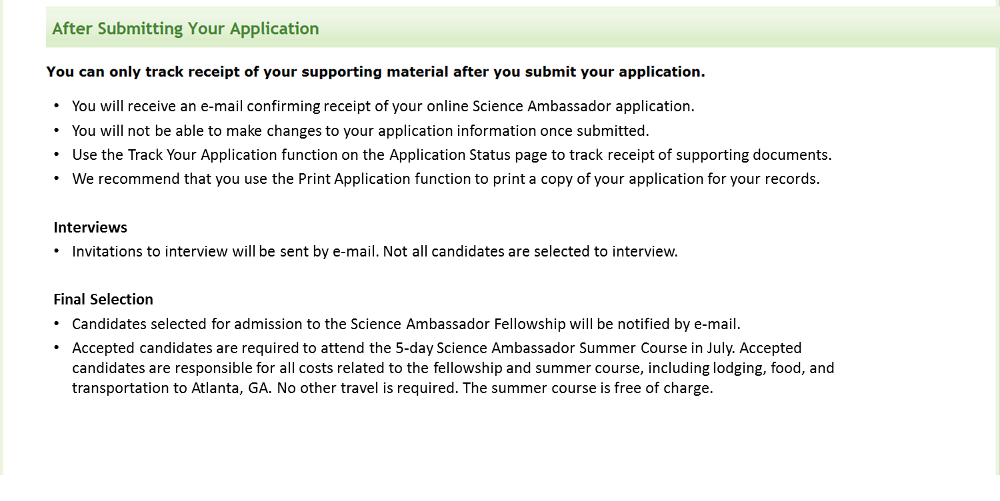 After Submitting Your Application
You can only track receipt of your supporting material after you submit your application.
• You will receive an e-mail confirming receipt of your online Science Ambassador application.
• You will not be able to make changes to your application information once submitted.
• Use the Track Your Application function on the Application Status page to track receipt of supporting documents.
• We recommend that you use the Print Application function to print a copy of your application for your records.
Interviews
• Invitations to interview will be sent by e-mail. Not all candidates are selected to interview.
Final Selection
• Candidates selected for admission to the Science Ambassador Fellowship will be notified by e-mail.
• Accepted candidates are required to attend the 5-day Science Ambassador Summer Course in July. Accepted
candidates are responsible for all costs related to the fellowship and summer course, including lodging, food, and
transportation to Atlanta, GA. No other travel is required. The summer course is free of charge.